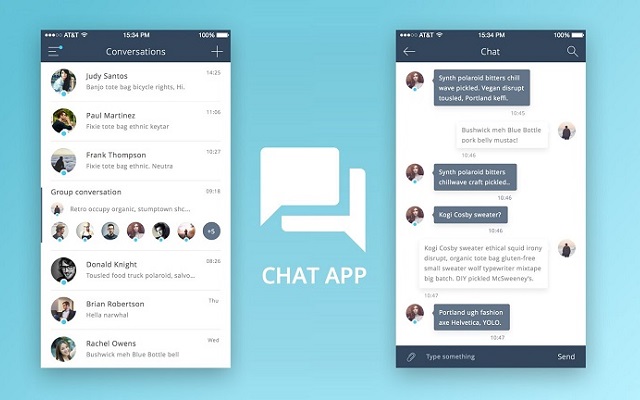 AT&T 15:34 PM 100%
Conversations
Judy Santos 14:25
Banjo tote bag bicycle rights, Hi.
Paul Martinez 11:06
Fixie tote bag ethnic keytar
Frank Thompson 10:27
Fixie tote bag ethnic. Neutra
Group conversation 09:18
Retro occupy organic, stumptown shc...
+5
Donald Knight 08:26
Tousled food truck polaroid, salvo...
Brian Robertson Thu
Hella narwhal
Rachel Owens Wed
Bushwick meh Blue Bottle bell
CHAT APP
AT&T 15:34 PM 100%
Chat
Synth polaroid bitters chill
wave pickled. Vegan disrupt
tousled, Portland keffi.
10:45
Bushwick meh Blue Bottle
pork belly mustac!
10:46
Synth polaroid bitters
chillwave craft pickled..
10:46
Kogi Cosby sweater?
10:46
Kogi Cosby sweater ethical squid irony
disrupt, organic tote bag gluten-free
small sweater wolf typewriter mixtape
big batch. DIY pickled McSweeney's.
10:47
Portland ugh fashion
axe Helvetica, YOLO.
10:47
Type something Send